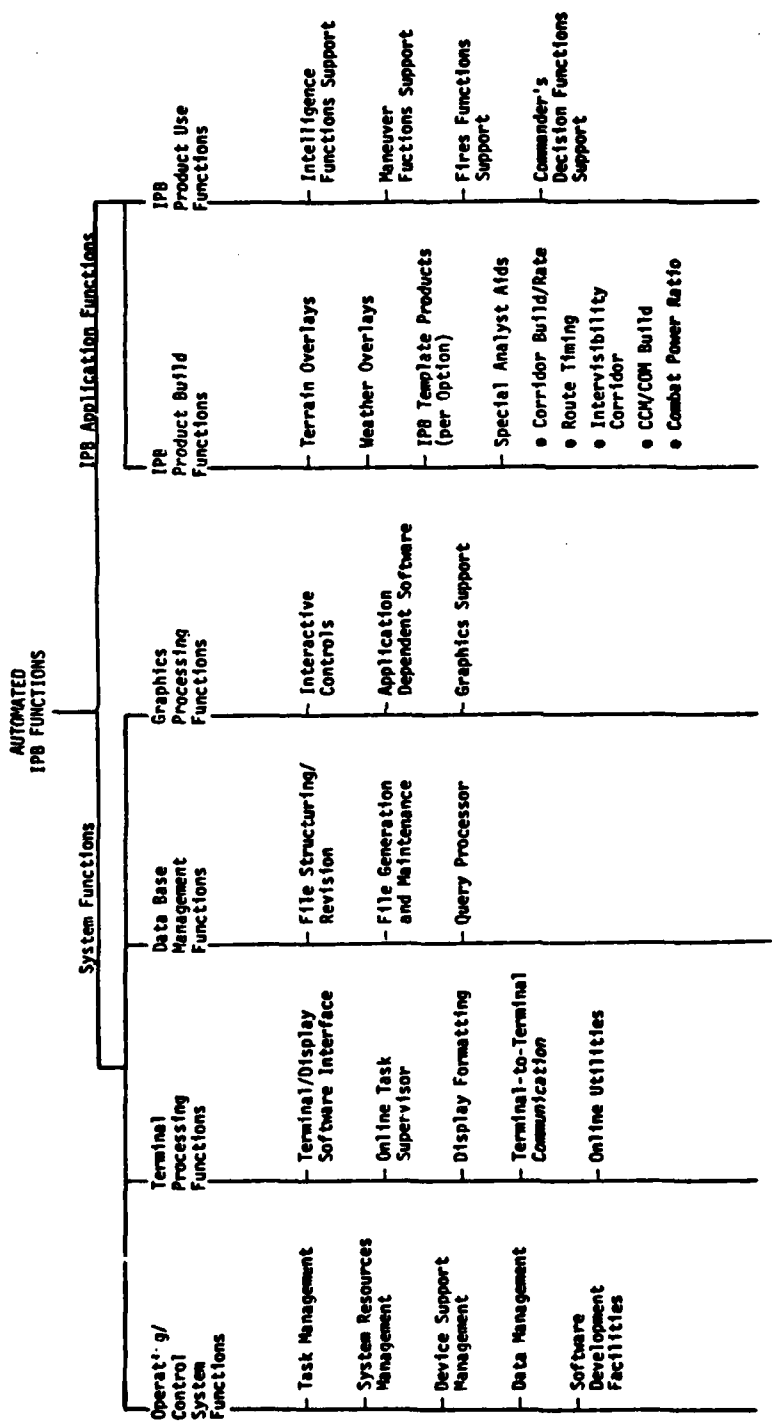 AUTOMATED
IPB FUNCTIONS
System Functions
IPB Application Functions
Control
System
Functions
Task Management
System Resources
Management
Device Support
Management
Data Management
Software
Development
Facilities
Terminal
Processing
Functions
Terminal/Display
Software Interface
Online Task
Supervisor
Display Formatting
Terminal-to-Terminal
Communication
Online Utilities
Data Base
Management
Functions
File Structuring/
Revision
File Generation
and Maintenance
Query Processor
Graphics
Processing
Functions
Interactive
Controls
Application
Dependent Software
Graphics Support
IPB
Product Build
Functions
Terrain Overlays
Weather Overlays
IPB Template Products
(per Option)
Special Analyst Aids
● Corridor Build/Rate
● Route Timing
● Intervisibility
Corridor
● CCM/COM Build
● Combat Power Ratio
IPB
Product Use
Functions
Intelligence
Functions Support
Maneuver
Fuctions Support
Fires Functions
Support
Commander's
Decision Functions
Support